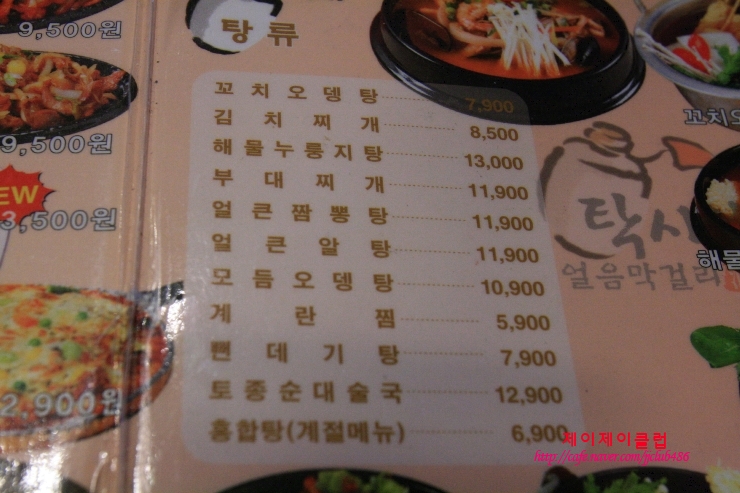 9,500원
탕류
꼬치오뎅탕 7,900
김치찌개 8,500
해물누룽지탕 13,000
부대찌개 11,900
얼큰짬뽕탕 11,900
얼큰알탕 11,900
모듬오뎅탕 10,900
계란찜 5,900
뻔데기탕 7,900
토종순대술국 12,900
홍합탕(계절메뉴) 6,900
9,500원
3,500원
2,900원
꼬치오
탁시
얼음막걸리
해물
제이제이클럽
http://cafe.naver.com/jjclub486